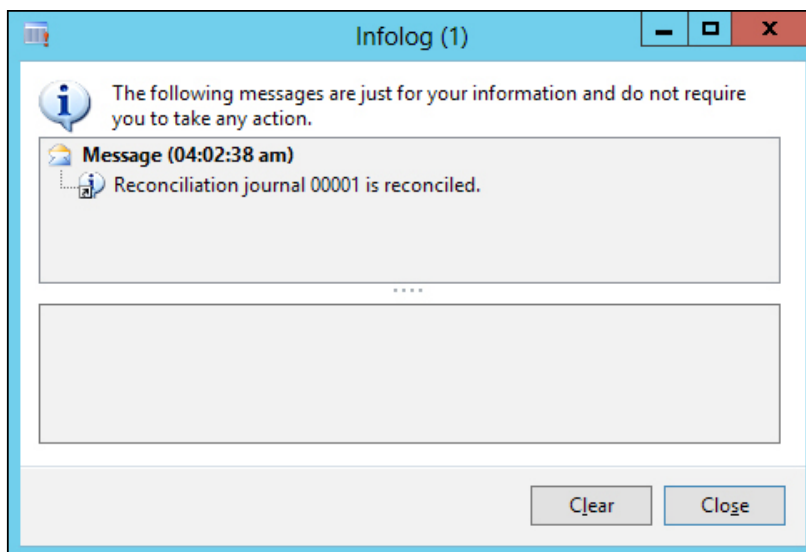 Infolog (1)
The following messages are just for your information and do not require
you to take any action.
Message (04:02:38 am)
Reconciliation journal 00001 is reconciled.
Clear
Close